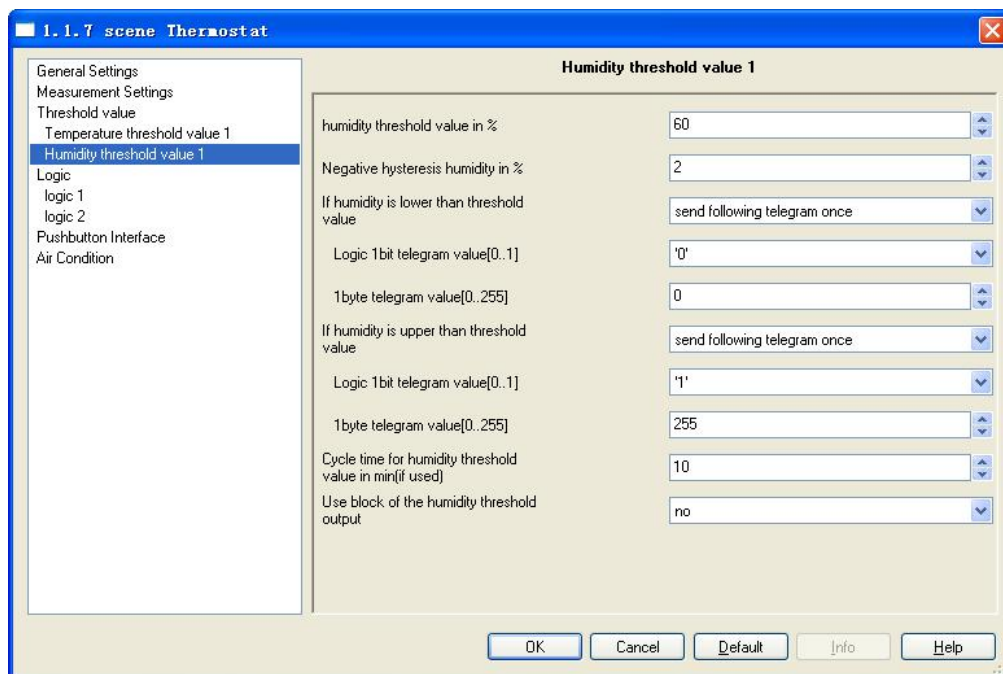 1.1.7 scene Thermostat
General Settings
Measurement Settings
Threshold value
Temperature threshold value 1
Humidity threshold value 1
Logic
logic 1
logic 2
Pushbutton Interface
Air Condition
Humidity threshold value 1
humidity threshold value in %
60
Negative hysteresis humidity in %
2
If humidity is lower than threshold
value
send following telegram once
Logic 1bit telegram value[0..1]
'0'
1byte telegram value[0..255]
0
If humidity is upper than threshold
value
send following telegram once
Logic 1bit telegram value[0..1]
'1'
1byte telegram value[0..255]
255
Cycle time for humidity threshold
value in min(if used)
10
Use block of the humidity threshold
output
no
OK
Cancel
Default
Info
Help